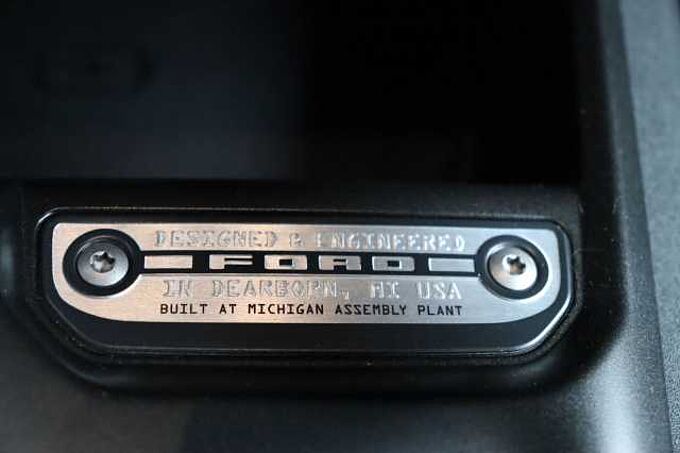 DESIGNED & ENGINEERED
FORD
IN DEARBORN, MI USA
BUILT AT MICHIGAN ASSEMBLY PLANT